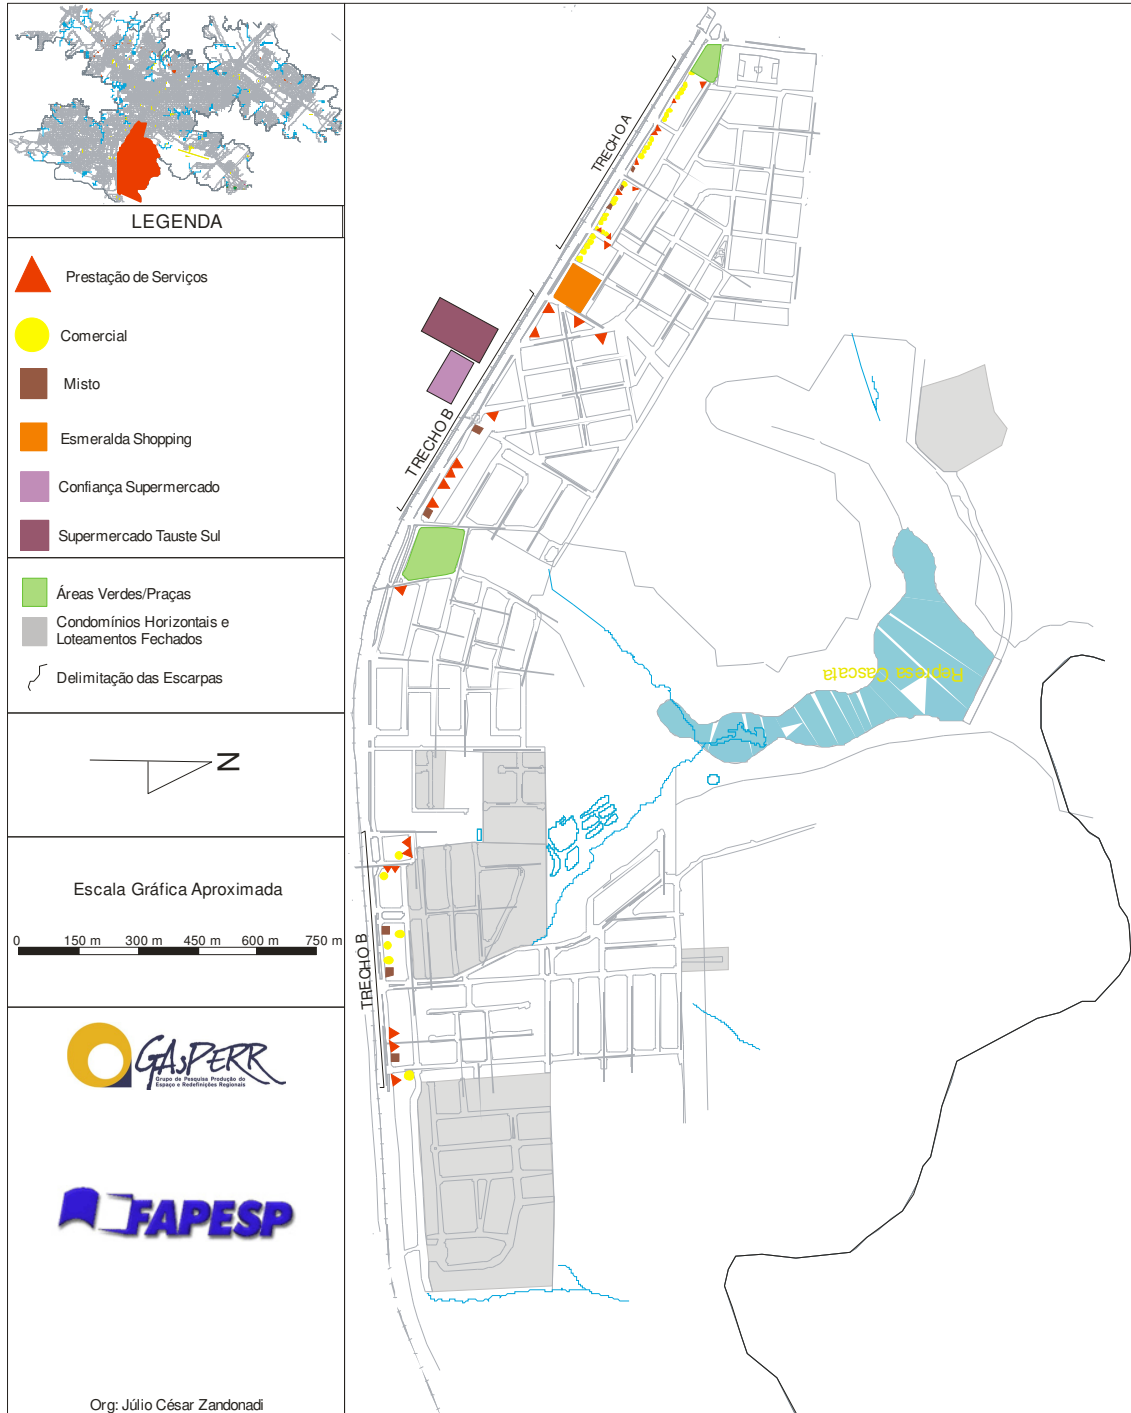 LEGENDA
Prestação de Serviços
Comercial
Misto
Esmeralda Shopping
Confiança Supermercado
Supermercado Tauste Sul
Áreas Verdes/Praças
Condomínios Horizontais e
Loteamentos Fechados
Delimitação das Escarpas
N
Escala Gráfica Aproximada
0 150 m 300 m 450 m 600 m 750 m
GAsPERR
Grupo de Pesquisa Produção do
Espaço e Redefinições Regionais
FAPESP
Org: Júlio César Zandonadi
TRECHO A
TRECHO B
Represa Cascata
TRECHO B